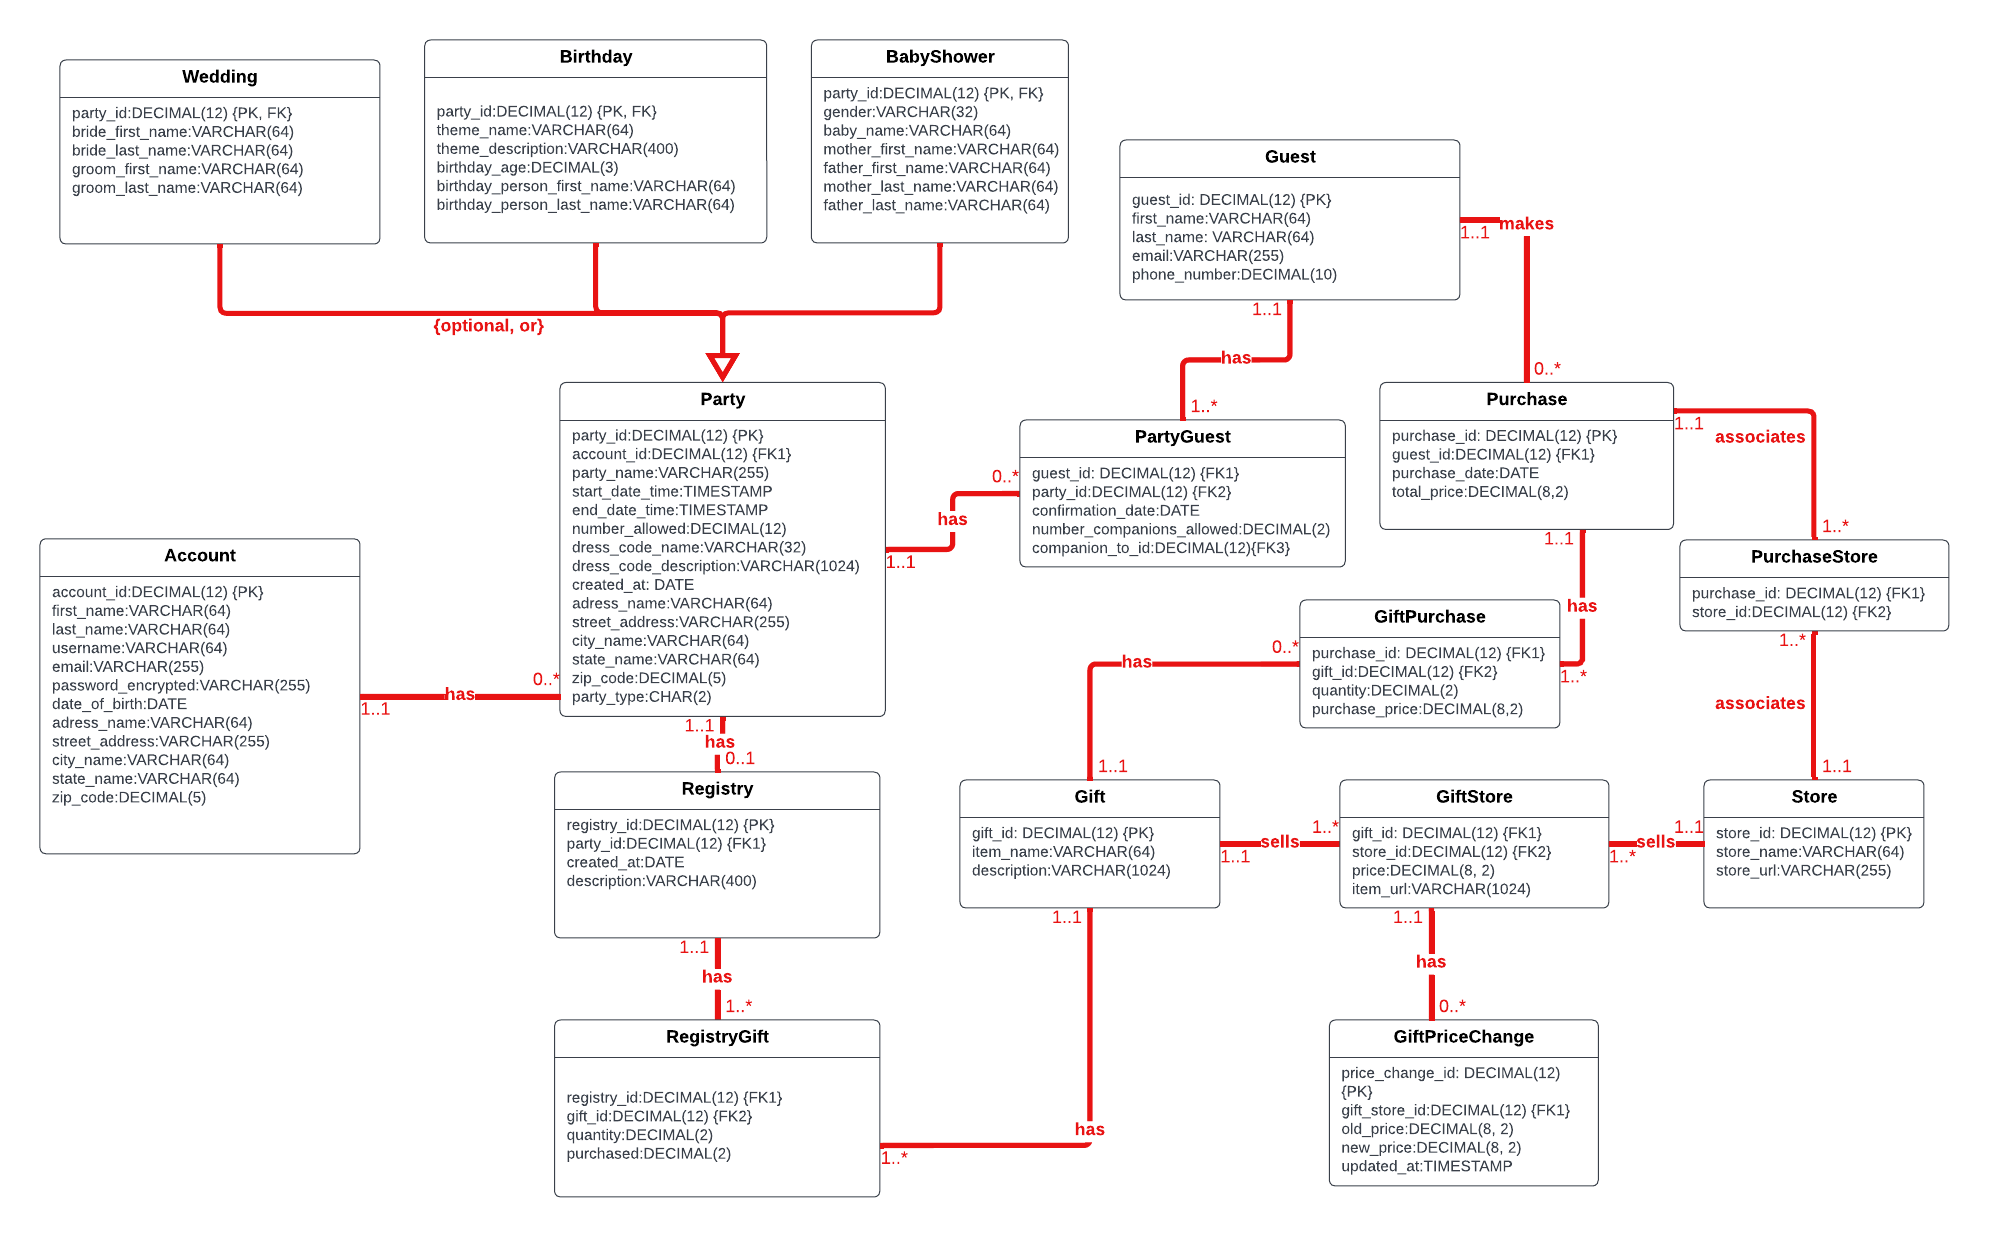 Wedding
party_id:DECIMAL(12) {PK, FK}
bride_first_name:VARCHAR(64)
bride_last_name:VARCHAR(64)
groom_first_name:VARCHAR(64)
groom_last_name:VARCHAR(64)
Birthday
party_id:DECIMAL(12) {PK, FK}
theme_name:VARCHAR(64)
theme_description:VARCHAR(400)
birthday_age:DECIMAL(3)
birthday_person_first_name:VARCHAR(64)
birthday_person_last_name:VARCHAR(64)
BabyShower
party_id:DECIMAL(12) {PK, FK}
gender:VARCHAR(32)
baby_name:VARCHAR(64)
mother_first_name:VARCHAR(64)
father_first_name:VARCHAR(64)
mother_last_name:VARCHAR(64)
father_last_name:VARCHAR(64)
{optional, or}
Guest
guest_id: DECIMAL(12) {PK}
first_name:VARCHAR(64)
last_name: VARCHAR(64)
email:VARCHAR(255)
phone_number:DECIMAL(10)
1..1
makes
0..*
1..1
has
1..*
Party
party_id:DECIMAL(12) {PK}
account_id:DECIMAL(12) {FK1}
party_name:VARCHAR(255)
start_date_time:TIMESTAMP
end_date_time:TIMESTAMP
number_allowed:DECIMAL(12)
dress_code_name:VARCHAR(32)
dress_code_description:VARCHAR(1024)
created_at: DATE
adress_name:VARCHAR(64)
street_address:VARCHAR(255)
city_name:VARCHAR(64)
state_name:VARCHAR(64)
zip_code:DECIMAL(5)
party_type:CHAR(2)
0..*
has
1..1
PartyGuest
guest_id: DECIMAL(12) {FK1}
party_id:DECIMAL(12) {FK2}
confirmation_date:DATE
number_companions_allowed:DECIMAL(2)
companion_to_id:DECIMAL(12){FK3}
Purchase
purchase_id: DECIMAL(12) {PK}
guest_id:DECIMAL(12) {FK1}
purchase_date:DATE
total_price:DECIMAL(8,2)
1..1
associates
1..*
1..1
has
1..*
PurchaseStore
purchase_id: DECIMAL(12) {FK1}
store_id:DECIMAL(12) {FK2}
1..*
associates
1..1
Account
account_id:DECIMAL(12) {PK}
first_name:VARCHAR(64)
last_name:VARCHAR(64)
username:VARCHAR(64)
email:VARCHAR(255)
password_encrypted:VARCHAR(255)
date_of_birth:DATE
adress_name:VARCHAR(64)
street_address:VARCHAR(255)
city_name:VARCHAR(64)
state_name:VARCHAR(64)
zip_code:DECIMAL(5)
1..1
has
0..*
GiftPurchase
purchase_id: DECIMAL(12) {FK1}
gift_id:DECIMAL(12) {FK2}
quantity:DECIMAL(2)
purchase_price:DECIMAL(8,2)
0..*
has
1..1
1..1
has
0..1
Registry
registry_id:DECIMAL(12) {PK}
party_id:DECIMAL(12) {FK1}
created_at:DATE
description:VARCHAR(400)
Gift
gift_id: DECIMAL(12) {PK}
item_name:VARCHAR(64)
description:VARCHAR(1024)
1..*
sells
1..1
GiftStore
gift_id: DECIMAL(12) {FK1}
store_id:DECIMAL(12) {FK2}
price:DECIMAL(8, 2)
item_url:VARCHAR(1024)
1..1
sells
1..*
Store
store_id: DECIMAL(12) {PK}
store_name:VARCHAR(64)
store_url:VARCHAR(255)
1..1
has
1..*
1..1
has
1..*
1..1
has
0..*
RegistryGift
registry_id:DECIMAL(12) {FK1}
gift_id:DECIMAL(12) {FK2}
quantity:DECIMAL(2)
purchased:DECIMAL(2)
GiftPriceChange
price_change_id: DECIMAL(12)
{PK}
gift_store_id:DECIMAL(12) {FK1}
old_price:DECIMAL(8, 2)
new_price:DECIMAL(8, 2)
updated_at:TIMESTAMP